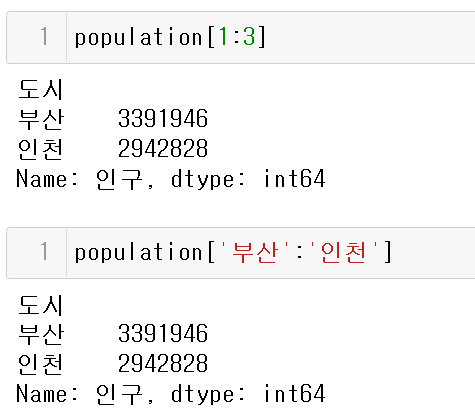 1 population[1:3]
도시
부산 3391946
인천 2942828
Name: 인구, dtype: int64
1 population['부산':'인천']
도시
부산 3391946
인천 2942828
Name: 인구, dtype: int64